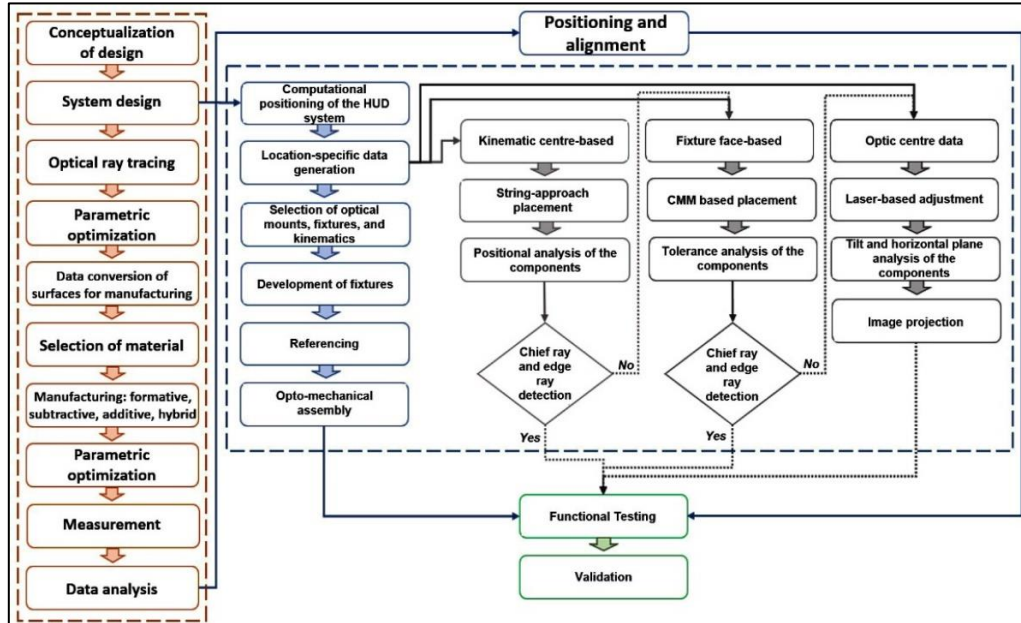 Conceptualization
of design
System design
Optical ray tracing
Parametric
optimization
Data conversion of
surfaces for manufacturing
Selection of material
Manufacturing: formative,
subtractive, additive, hybrid
Parametric
optimization
Measurement
Data analysis
Positioning and
alignment
Computational
positioning of the HUD
system
Location-specific data
generation
Selection of optical
mounts, fixtures, and
kinematics
Development of fixtures
Referencing
Opto-mechanical
assembly
Kinematic centre-based
String-approach
placement
Positional analysis of the
components
Chief ray
and edge
ray
detection
No
Yes
Fixture face-based
CMM based placement
Tolerance analysis of the
components
Chief ray
and edge
ray
detection
No
Yes
Optic centre data
Laser-based adjustment
Tilt and horizontal plane
analysis of the
components
Image projection
Functional Testing
Validation